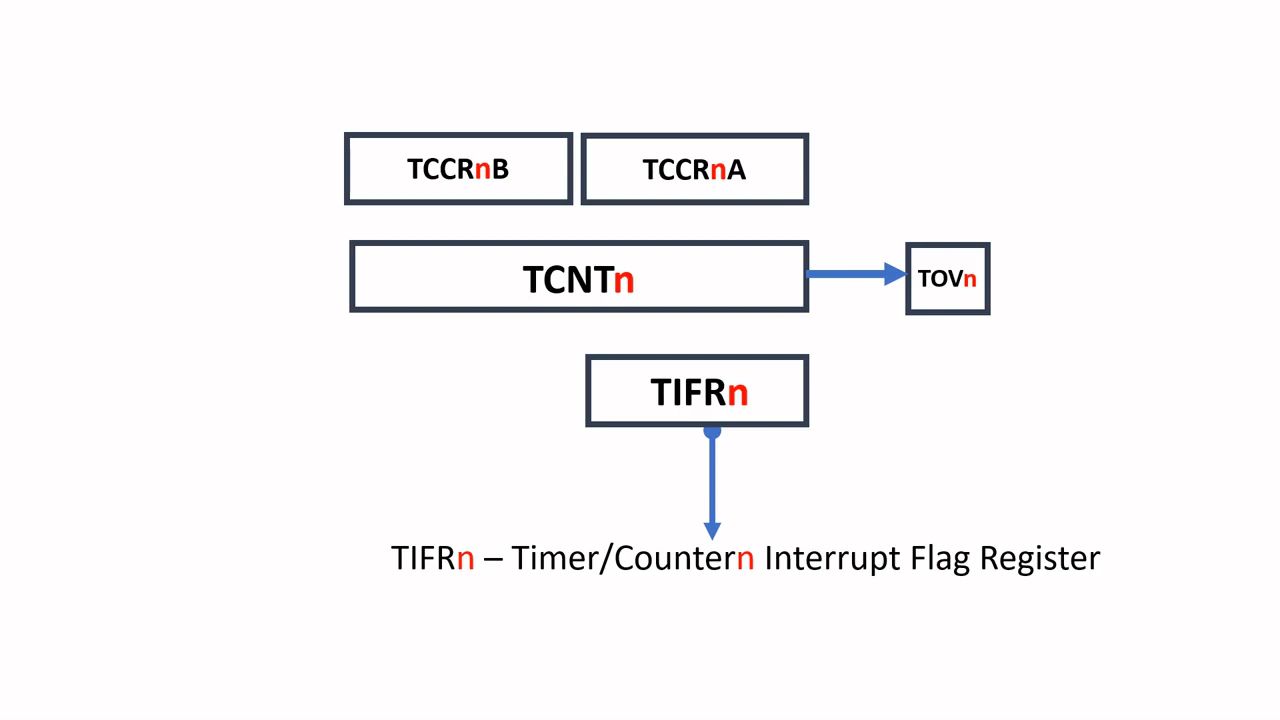 TCCRnB
TCCRnA
TCNTn
TOVn
TIFRn
TIFRn – Timer/Countern Interrupt Flag Register